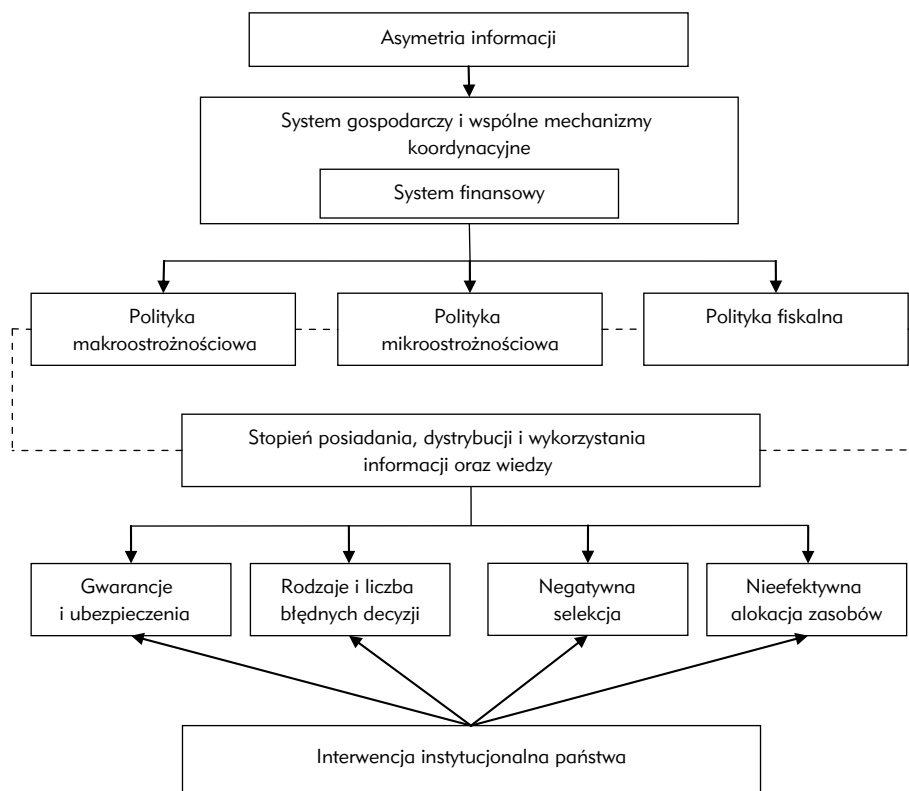 Asymetria informacji
System gospodarczy i wspólne mechanizmy
koordynacyjne
System finansowy
Polityka
makroostrożnościowa
Polityka
mikroostrożnościowa
Polityka fiskalna
Stopień posiadania, dystrybucji i wykorzystania
informacji oraz wiedzy
Gwarancje
i ubezpieczenia
Rodzaje i liczba
błędnych decyzji
Negatywna
selekcja
Nieefektywna
alokacja zasobów
Interwencja instytucjonalna państwa